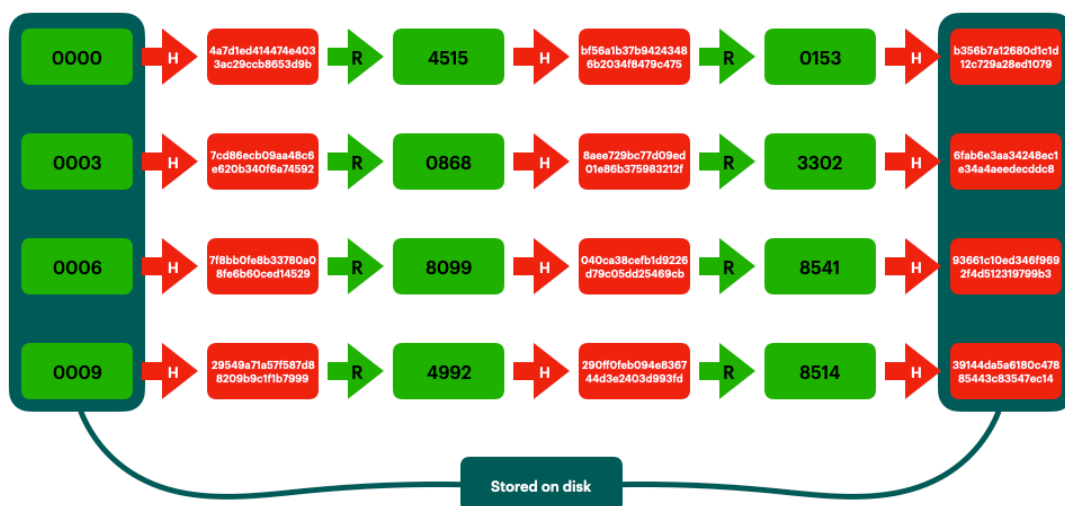 0000 H 4a7d1ed414474e403 R 4515 H bf56a1b37b9424348 R 0153 H b356b7a12680d1c1d
3ac29ccb8653d9b 6b2034f8479c475 12c729a28ed1079
0003 H 7cd86ecb09aa48c6 R 0868 H 8aee729bc77d09ed R 3302 H 6fab6e3aa34248ec1
e620b340f6a74592 01e86b375983212f e34a4aeedecddc8
0006 H 7f8bb0fe8b33780a0 R 8099 H 040ca38cefb1d9226 R 8541 H 93661c10ed346f969
8fe6b60ced14529 d79c05dd25469cb 2f4d512319799b3
0009 H 29549a71a57f587d8 R 4992 H 290ff0feb094e8367 R 8514 H 39144da5a6180c478
8209b9c1f1b7999 44d3e2403d993fd 85443c83547ec14
Stored on disk